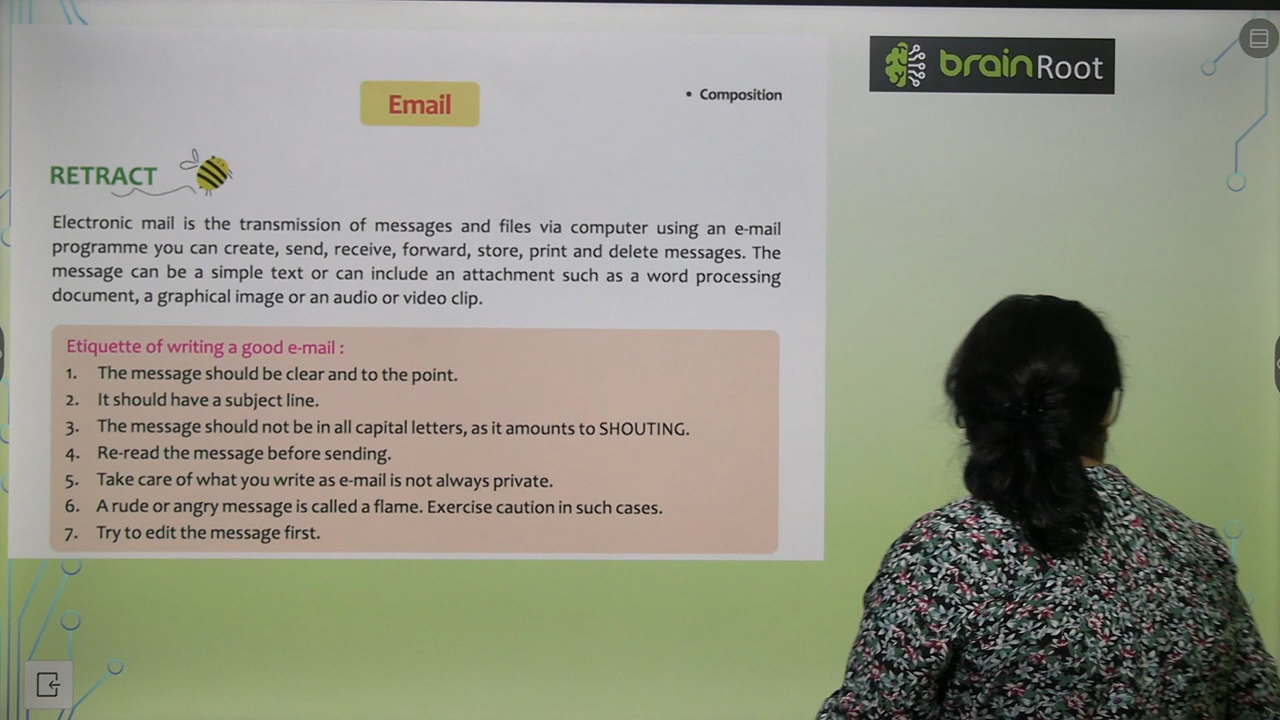 brainRoot
• Composition
Email
RETRACT
Electronic mail is the transmission of messages and files via computer using an e-mail
programme you can create, send, receive, forward, store, print and delete messages. The
message can be a simple text or can include an attachment such as a word processing
document, a graphical image or an audio or video clip.
Etiquette of writing a good e-mail :
1. The message should be clear and to the point.
2. It should have a subject line.
3. The message should not be in all capital letters, as it amounts to SHOUTING.
4. Re-read the message before sending.
5. Take care of what you write as e-mail is not always private.
6. A rude or angry message is called a flame. Exercise caution in such cases.
7. Try to edit the message first.